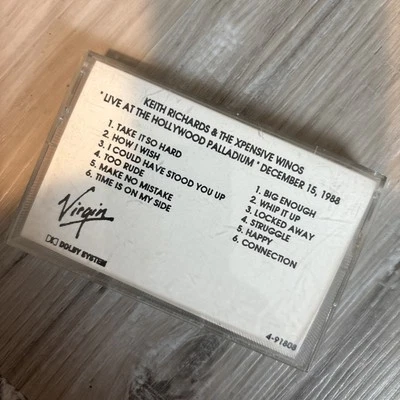 KEITH RICHARDS & THE XPENSIVE WINOS
"LIVE AT THE HOLLYWOOD PALLADIUM" DECEMBER 15, 1988
1. TAKE IT SO HARD
2. HOW I WISH
3. I COULD HAVE STOOD YOU UP
4. TOO RUDE
5. MAKE NO MISTAKE
6. TIME IS ON MY SIDE
1. BIG ENOUGH
2. WHIP IT UP
3. LOCKED AWAY
4. STRUGGLE
5. HAPPY
6. CONNECTION
Virgin
DOLBY SYSTEM
4-91808